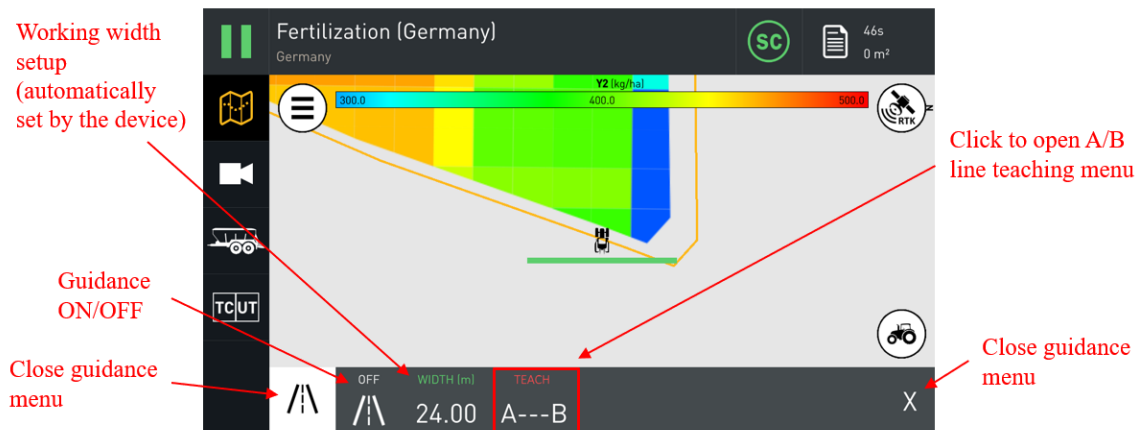 Working width
setup
(automatically
set by the device)
Guidance
ON/OFF
Close guidance
menu
Fertilization (Germany)
Germany
SC
46s
0 m²
Y2 (kg/ha)
300.0 400.0 500.0
RTK
N
TC UT
OFF WIDTH (m) TEACH
24.00 A---B X
Click to open A/B
line teaching menu
Close guidance
menu